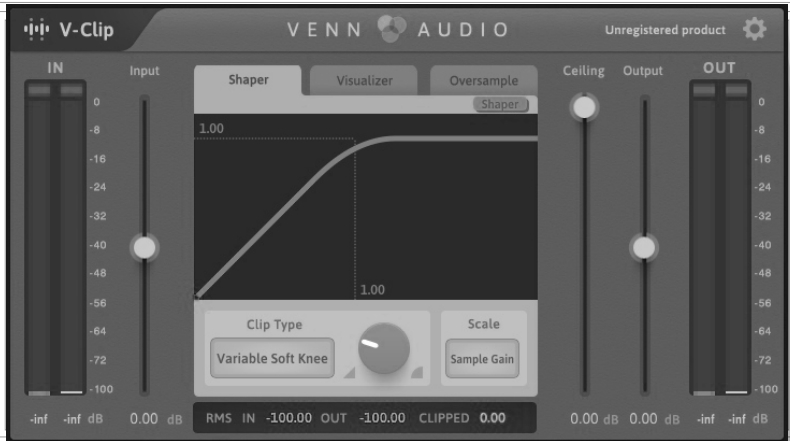 V-Clip
VENN AUDIO
Unregistered product
IN
Input
Shaper
Visualizer
Oversample
Ceiling
Output
OUT
Shaper
0
-8
-16
-24
-32
-40
-48
-56
-64
-72
-100
1.00
1.00
0
-8
-16
-24
-32
-40
-48
-56
-64
-72
-100
Clip Type
Variable Soft Knee
Scale
Sample Gain
-inf -inf dB
0.00 dB
RMS IN -100.00 OUT -100.00 CLIPPED 0.00
0.00 dB
0.00 dB
-inf -inf dB